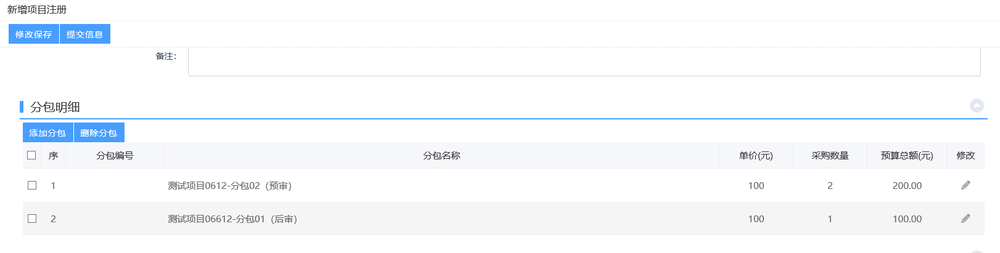 新增项目注册
修改保存 提交信息
备注：
分包明细
添加分包 删除分包
序 分包编号 分包名称 单价(元) 采购数量 预算总额(元) 修改
1 测试项目0612-分包02（预审） 100 2 200.00
2 测试项目06612-分包01（后审） 100 1 100.00